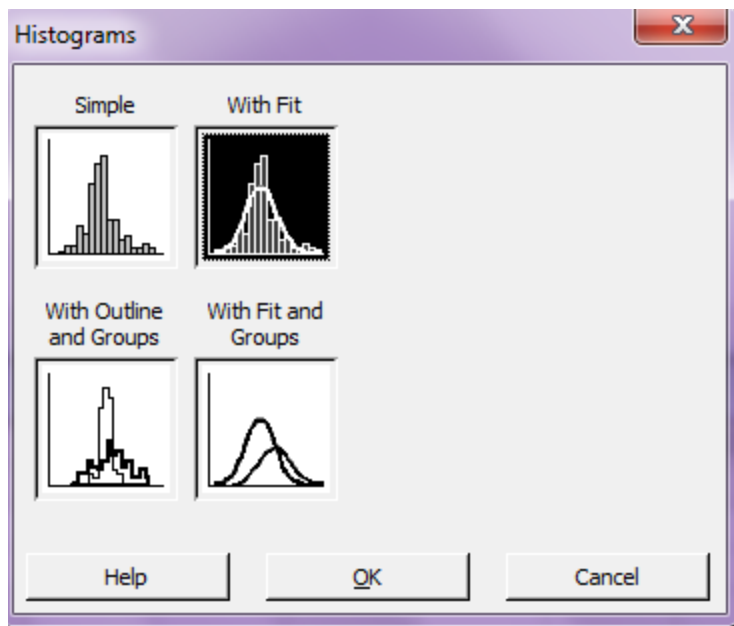 Histograms
Simple
With Fit
With Outline
and Groups
With Fit and
Groups
Help
OK
Cancel